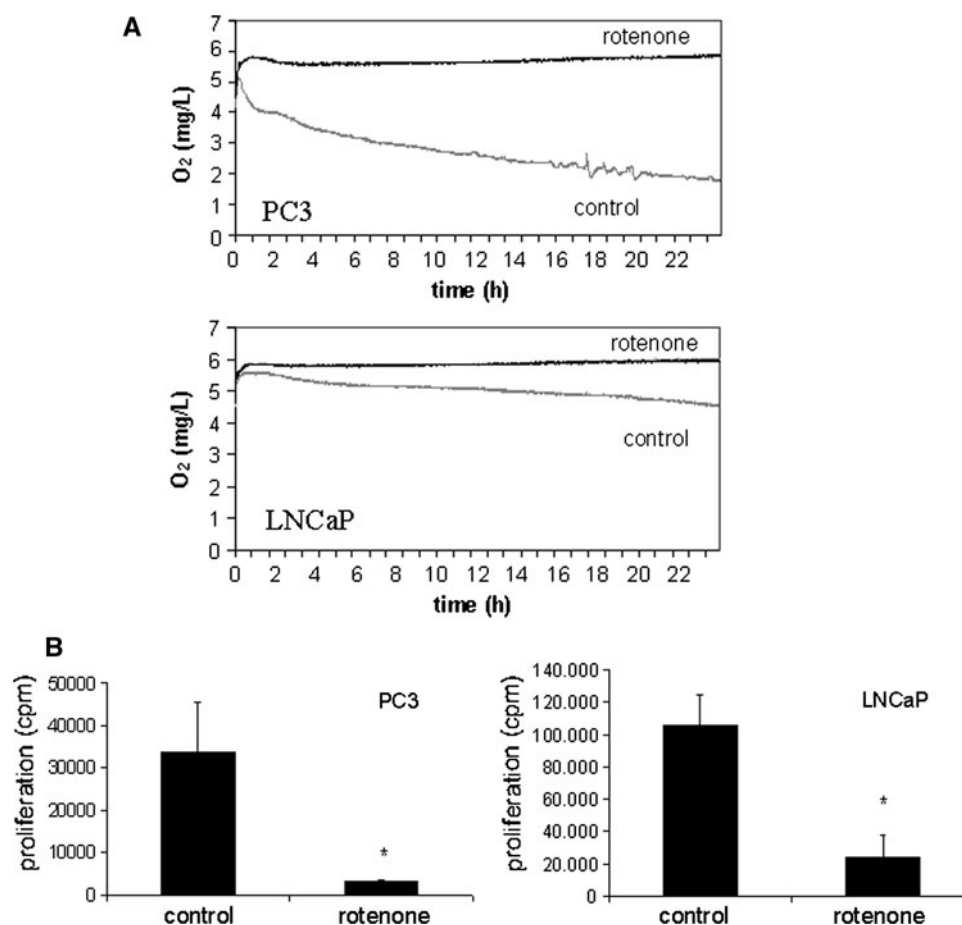 A
7
6
5
4
3
2
1
0
O₂ (mg/L)
rotenone
control
PC3
0 2 4 6 8 10 12 14 16 18 20 22
time (h)
7
6
5
4
3
2
1
0
O₂ (mg/L)
rotenone
control
LNCaP
0 2 4 6 8 10 12 14 16 18 20 22
time (h)
B
50000
40000
30000
20000
10000
0
proliferation (cpm)
PC3
*
control rotenone
140.000
120.000
100.000
80.000
60.000
40.000
20.000
0
proliferation (cpm)
LNCaP
*
control rotenone